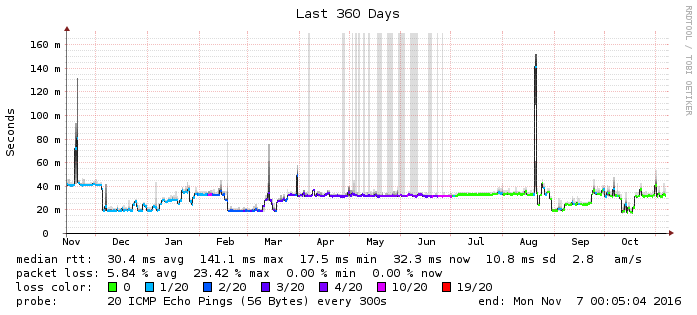 Last 360 Days
RRDTOOL / TOBI OETIKER
Seconds
160 m
140 m
120 m
100 m
80 m
60 m
40 m
20 m
0
Nov Dec Jan Feb Mar Apr May Jun Jul Aug Sep Oct
median rtt: 30.4 ms avg 141.1 ms max 17.5 ms min 32.3 ms now 10.8 ms sd 2.8 am/s
packet loss: 5.84 % avg 23.42 % max 0.00 % min 0.00 % now
loss color: 0 1/20 2/20 3/20 4/20 10/20 19/20
probe: 20 ICMP Echo Pings (56 Bytes) every 300s end: Mon Nov 7 00:05:04 2016